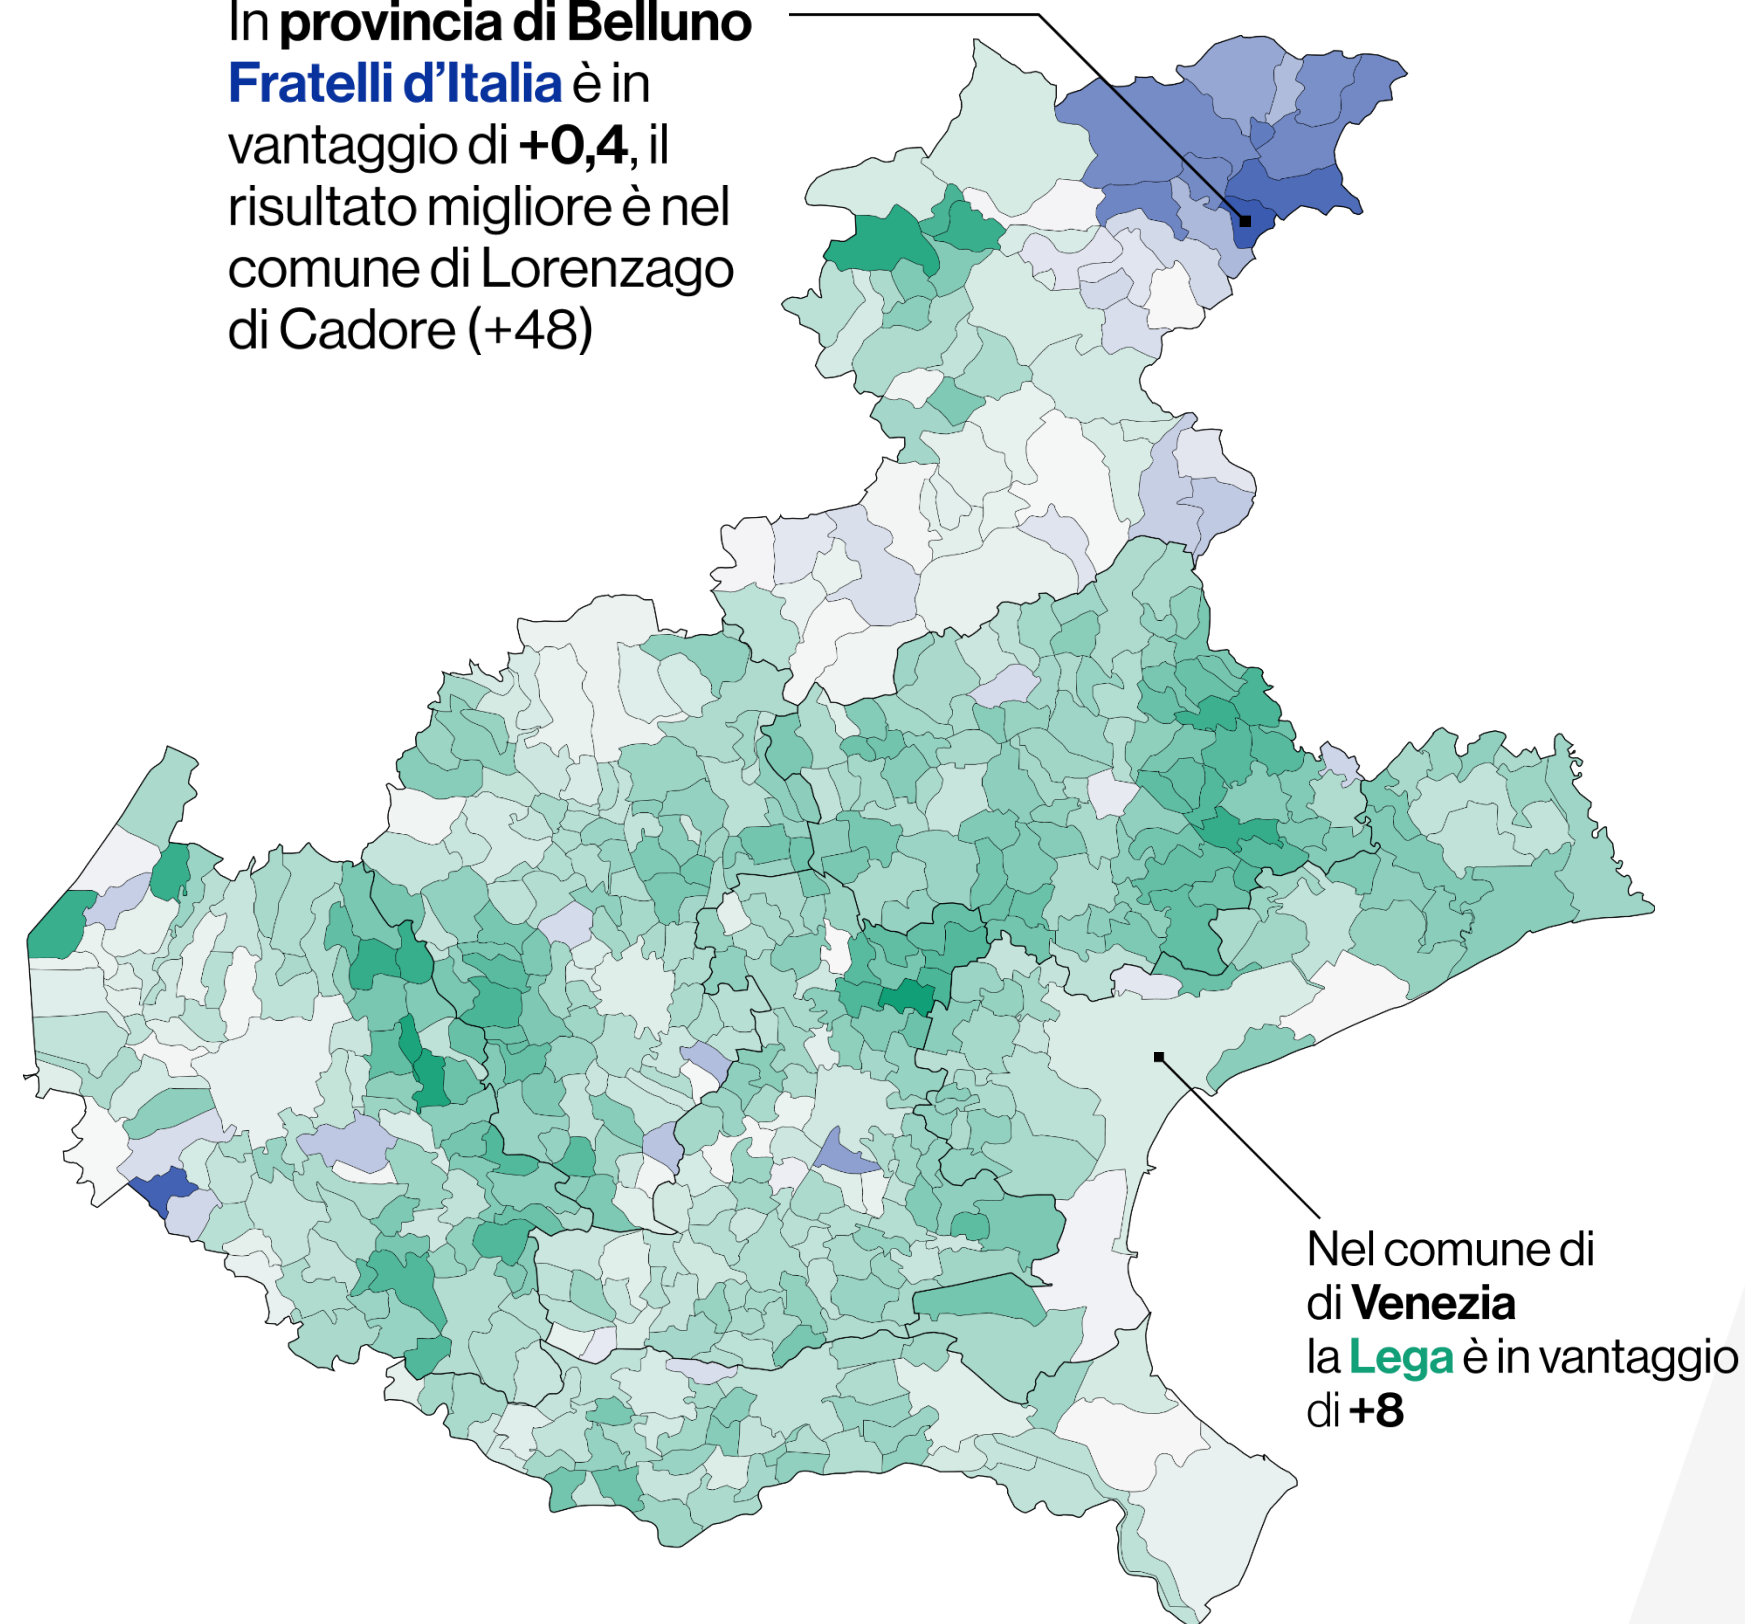 In provincia di Belluno
Fratelli d’Italia è in
vantaggio di +0,4, il
risultato migliore è nel
comune di Lorenzago
di Cadore (+48)
Nel comune di
di Venezia
la Lega è in vantaggio
di +8